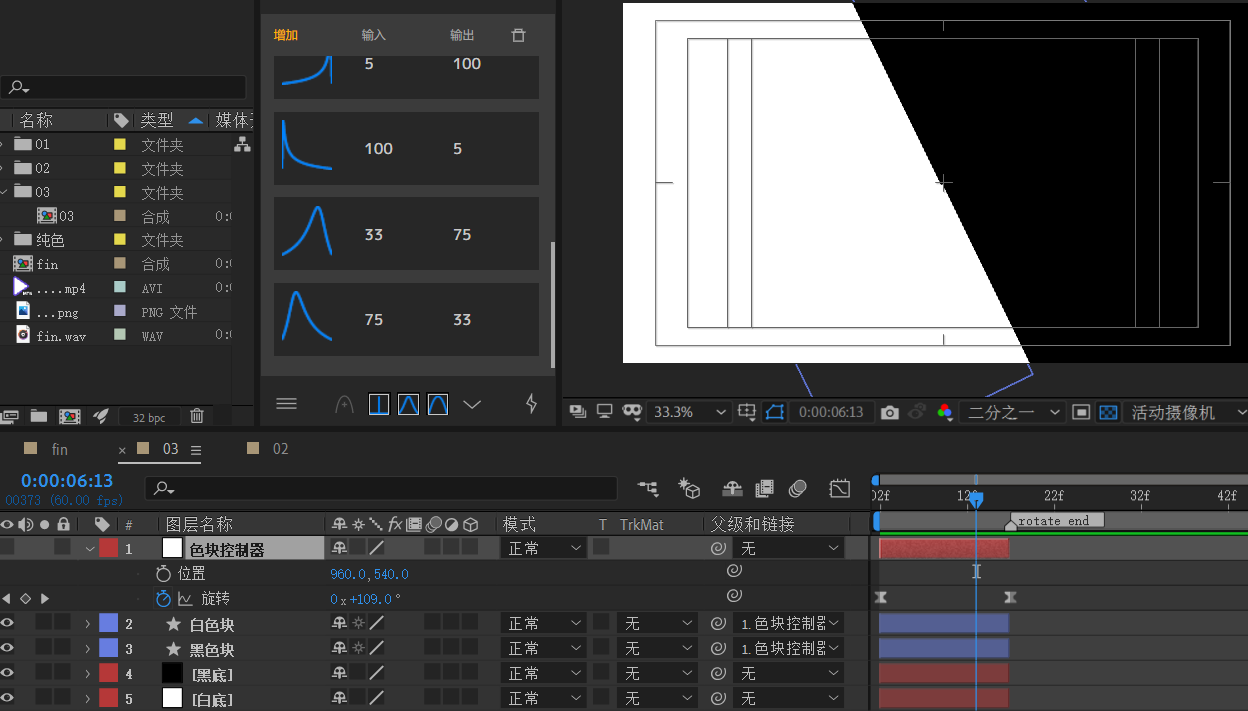 增加 输入 输出
5 100
100 5
33 75
75 33
名称 类型 媒体
01 文件夹
02 文件夹
03 文件夹
03 合成
纯色 文件夹
fin 合成
....mp4 AVI
...png PNG 文件
fin.wav WAV
32 bpc
33.3% 0:00:06:13 二分之一 活动摄像机
fin × 03 02
0:00:06:13
00373 (60.00 fps)
02f 12f 22f 32f 42f
rotate end
# 图层名称 fx 模式 T TrkMat 父级和链接
1 色块控制器 正常 无
位置 960.0,540.0
旋转 0x+109.0°
2 白色块 正常 无 1.色块控制器
3 黑色块 正常 无 1.色块控制器
4 [黑底] 正常 无 无
5 [白底] 正常 无 无